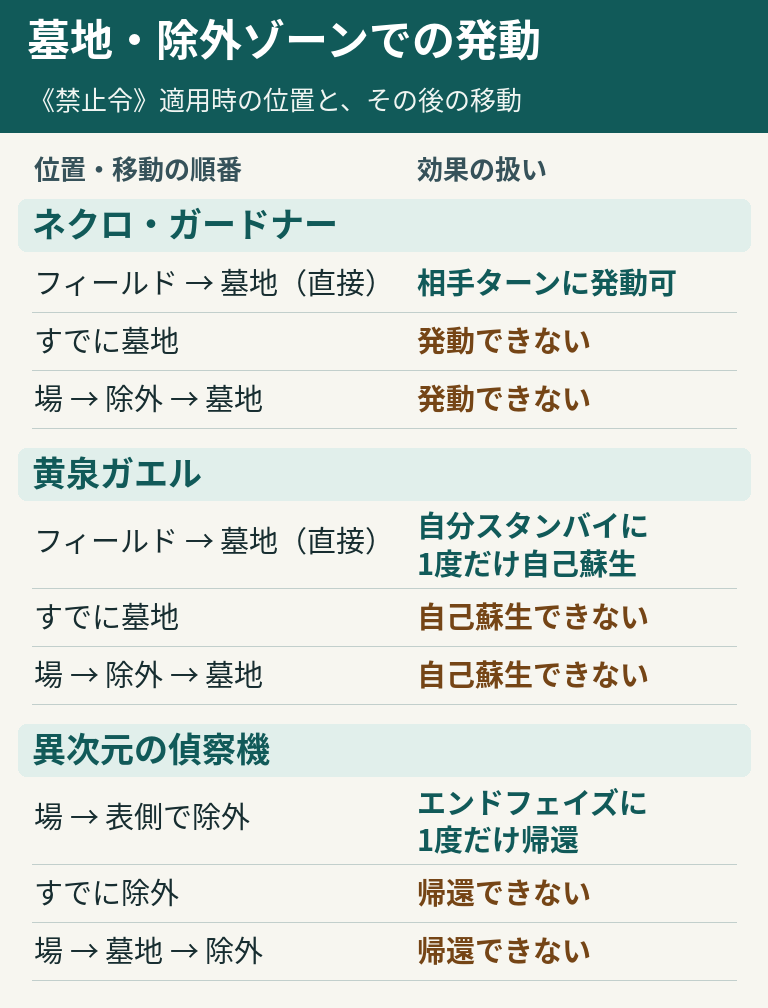 墓地・除外ゾーンでの発動
《禁止令》適用時の位置と、その後の移動
位置・移動の順番 効果の扱い
ネクロ・ガードナー
フィールド → 墓地（直接） 相手ターンに発動可
すでに墓地 発動できない
場 → 除外 → 墓地 発動できない
黄泉ガエル
フィールド → 墓地（直接） 自分スタンバイに
1度だけ自己蘇生
すでに墓地 自己蘇生できない
場 → 除外 → 墓地 自己蘇生できない
異次元の偵察機
場 → 表側で除外 エンドフェイズに
1度だけ帰還
すでに除外 帰還できない
場 → 墓地 → 除外 帰還できない